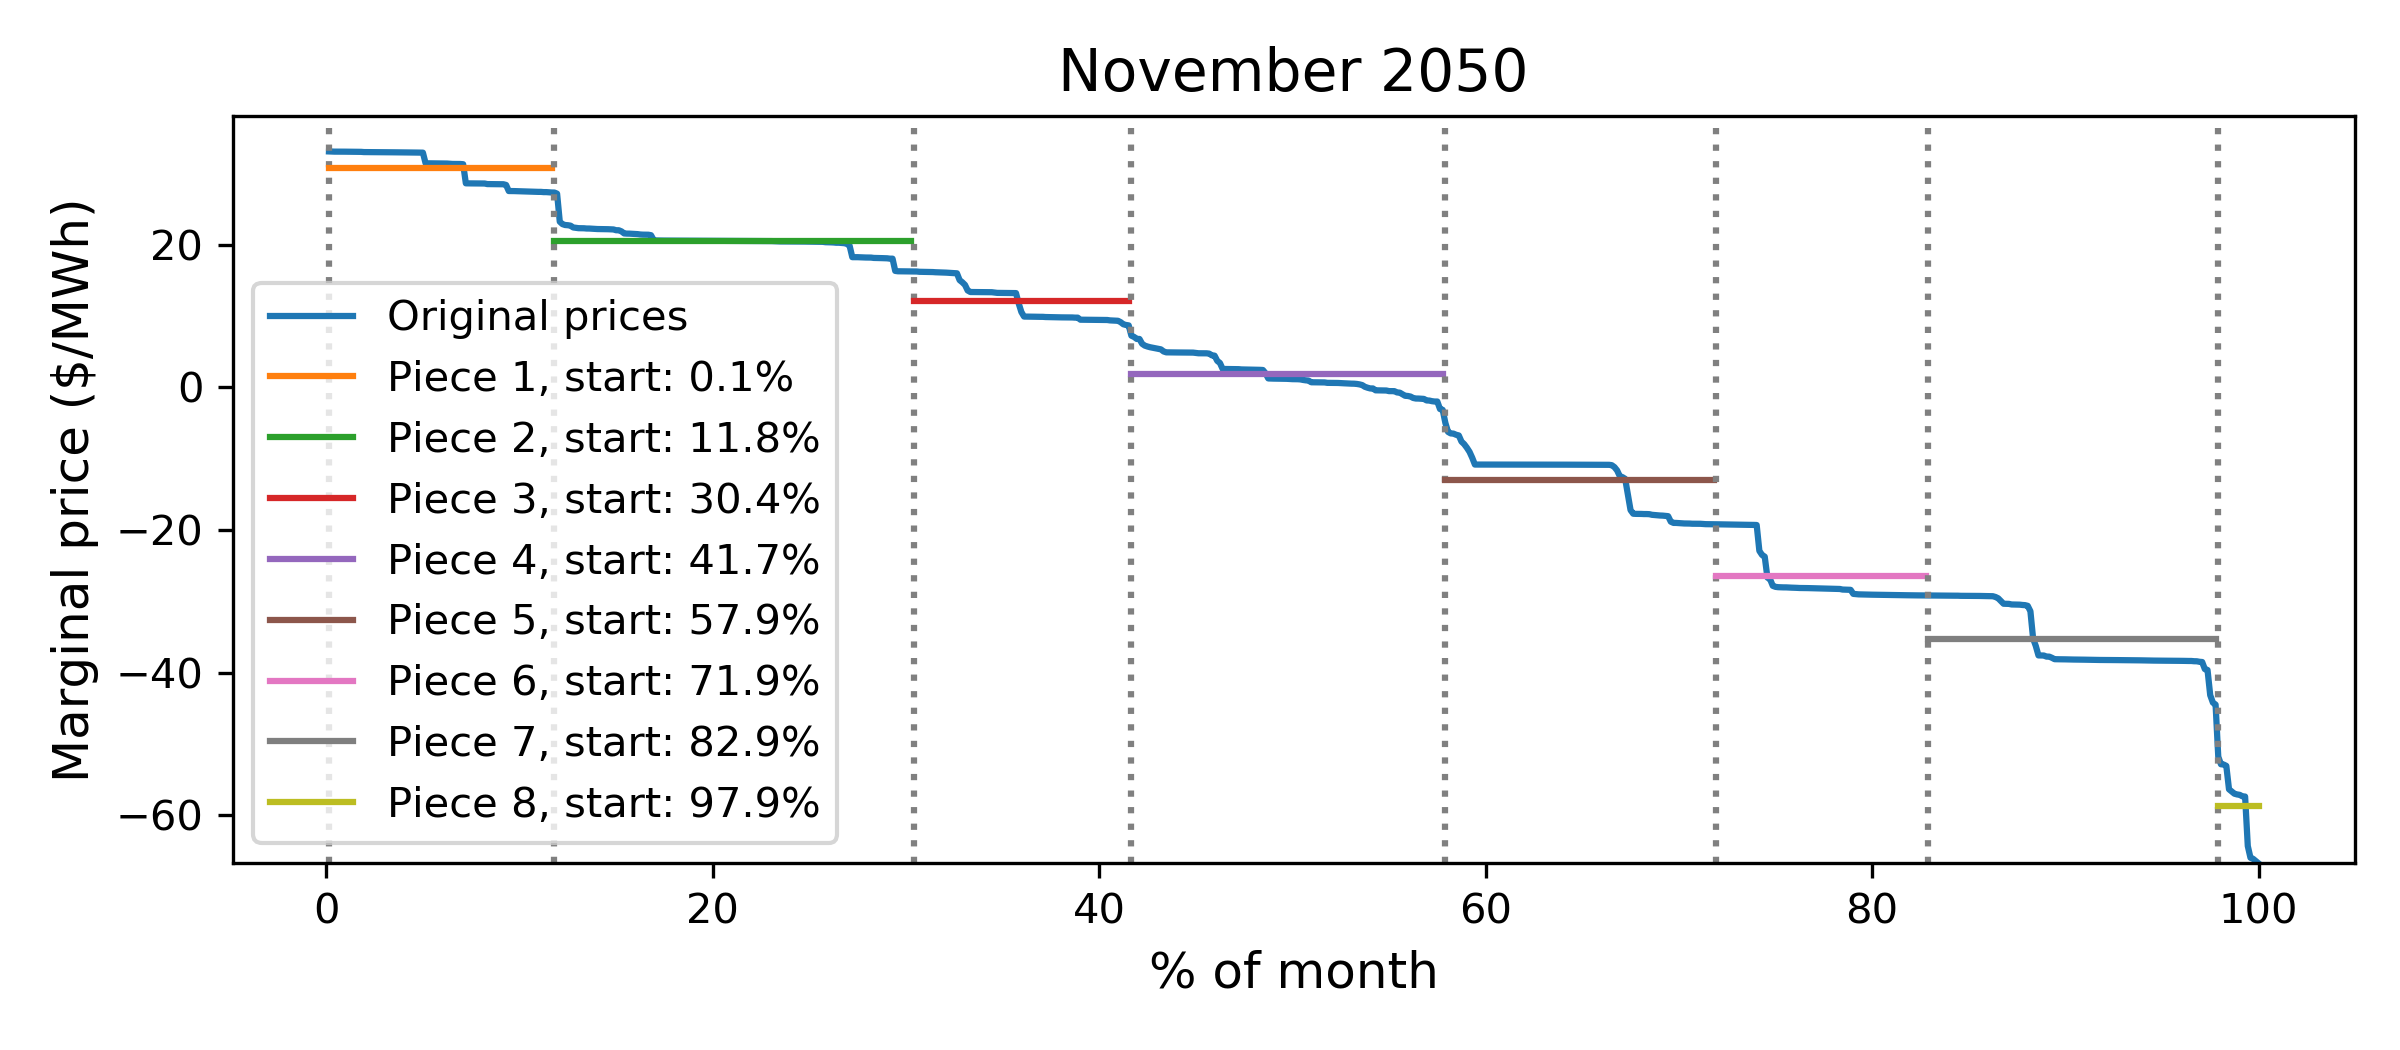 November 2050
Marginal price ($/MWh)
20
0
−20
−40
−60
Original prices
Piece 1, start: 0.1%
Piece 2, start: 11.8%
Piece 3, start: 30.4%
Piece 4, start: 41.7%
Piece 5, start: 57.9%
Piece 6, start: 71.9%
Piece 7, start: 82.9%
Piece 8, start: 97.9%
0 20 40 60 80 100
% of month